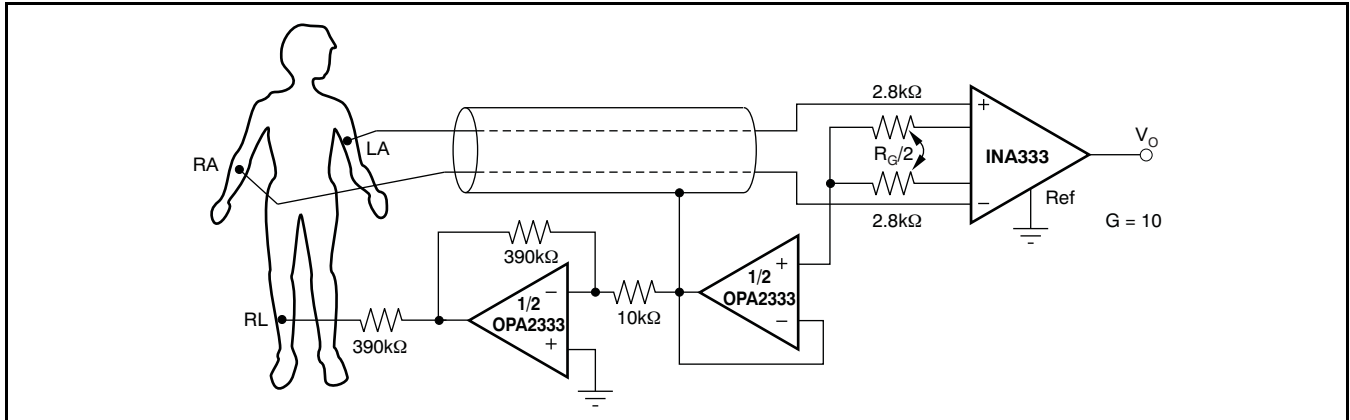 2.8kΩ
+
LA
RA
R_G/2
INA333
V_O
−
Ref
2.8kΩ
G = 10
390kΩ
+
1/2
OPA2333
−
10kΩ
−
1/2
OPA2333
+
RL
390kΩ